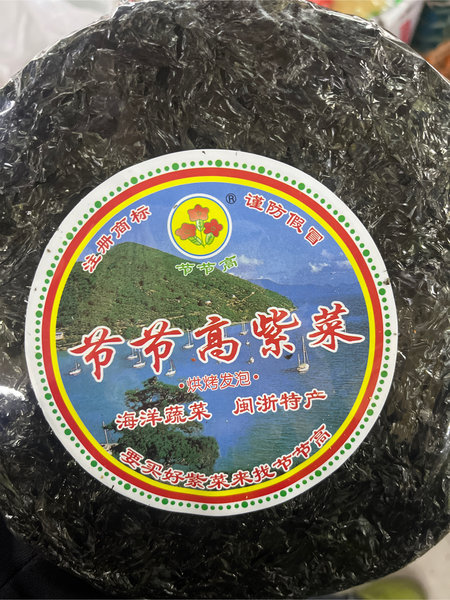 注册商标
®
谨防假冒
节节高
节节高紫菜
·烘烤发泡·
海洋蔬菜 闽浙特产
要买好紫菜来找节节高